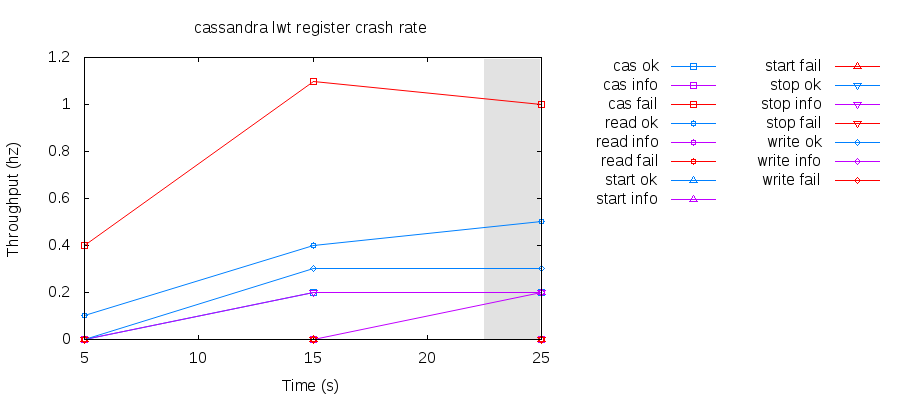 cassandra lwt register crash rate
1.2
1
0.8
0.6
0.4
0.2
0
5
10
15
20
25
Throughput (hz)
Time (s)
cas ok
cas info
cas fail
read ok
read info
read fail
start ok
start info
start fail
stop ok
stop info
stop fail
write ok
write info
write fail